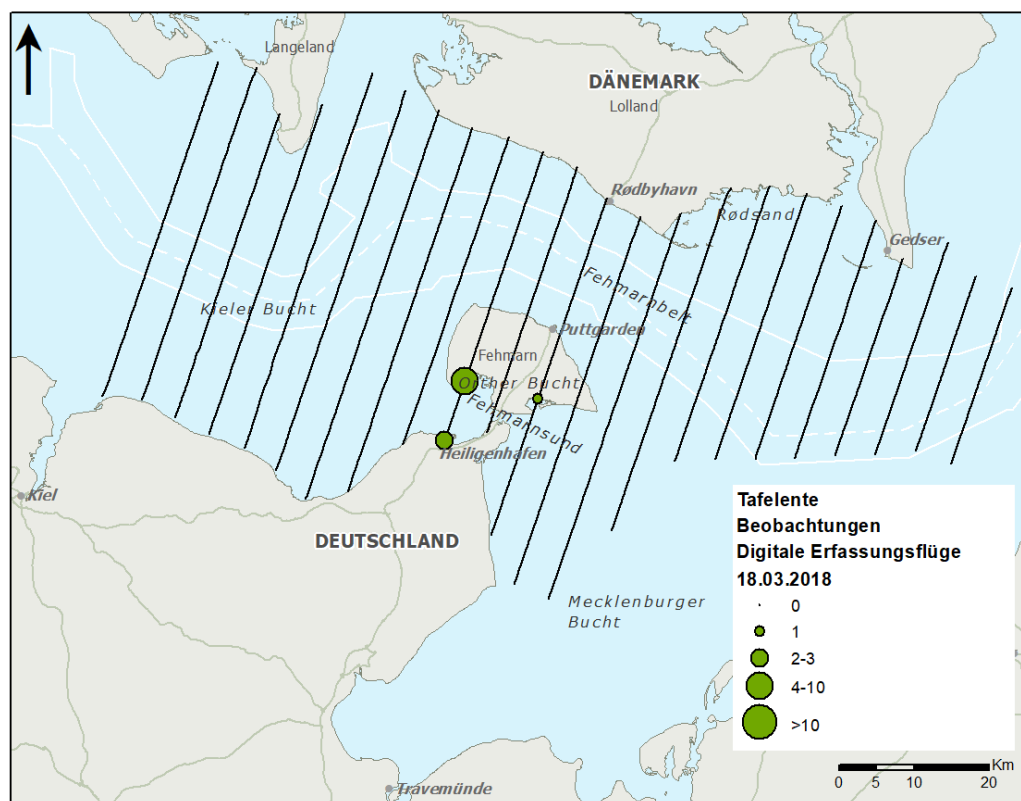 Langeland
DÄNEMARK
Lolland
Rødbyhavn
Rødsand
Gedser
Fehmarnbelt
Kieler Bucht
Puttgarden
Fehmarn
Orther Bucht
Fehmarnsund
Heiligenhafen
Kiel
DEUTSCHLAND
Mecklenburger
Bucht
Travemünde
Tafelente
Beobachtungen
Digitale Erfassungsflüge
18.03.2018
0
1
2-3
4-10
>10
Km
0 5 10 20